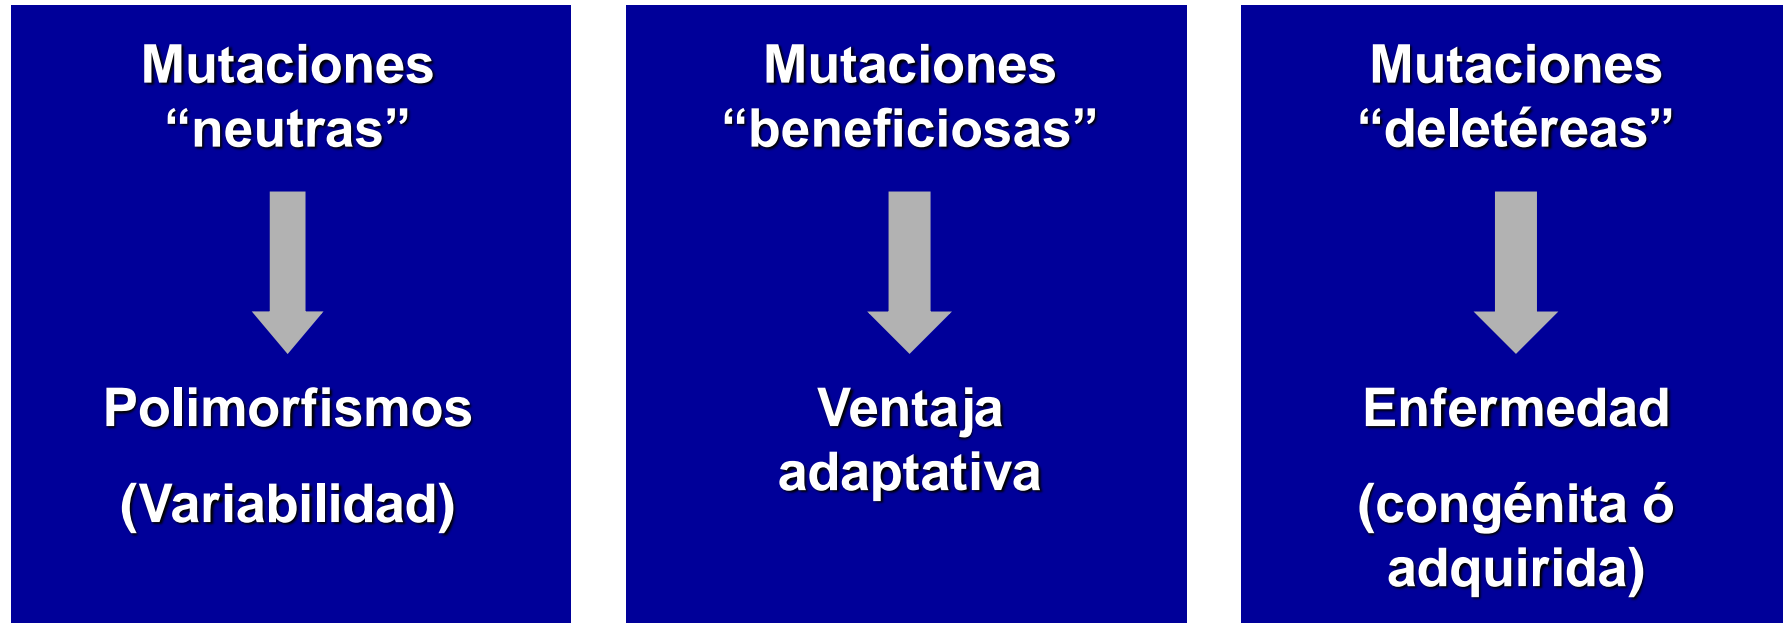 Mutaciones
“neutras”
Polimorfismos
(Variabilidad)
Mutaciones
“beneficiosas”
Ventaja
adaptativa
Mutaciones
“deletéreas”
Enfermedad
(congénita ó
adquirida)